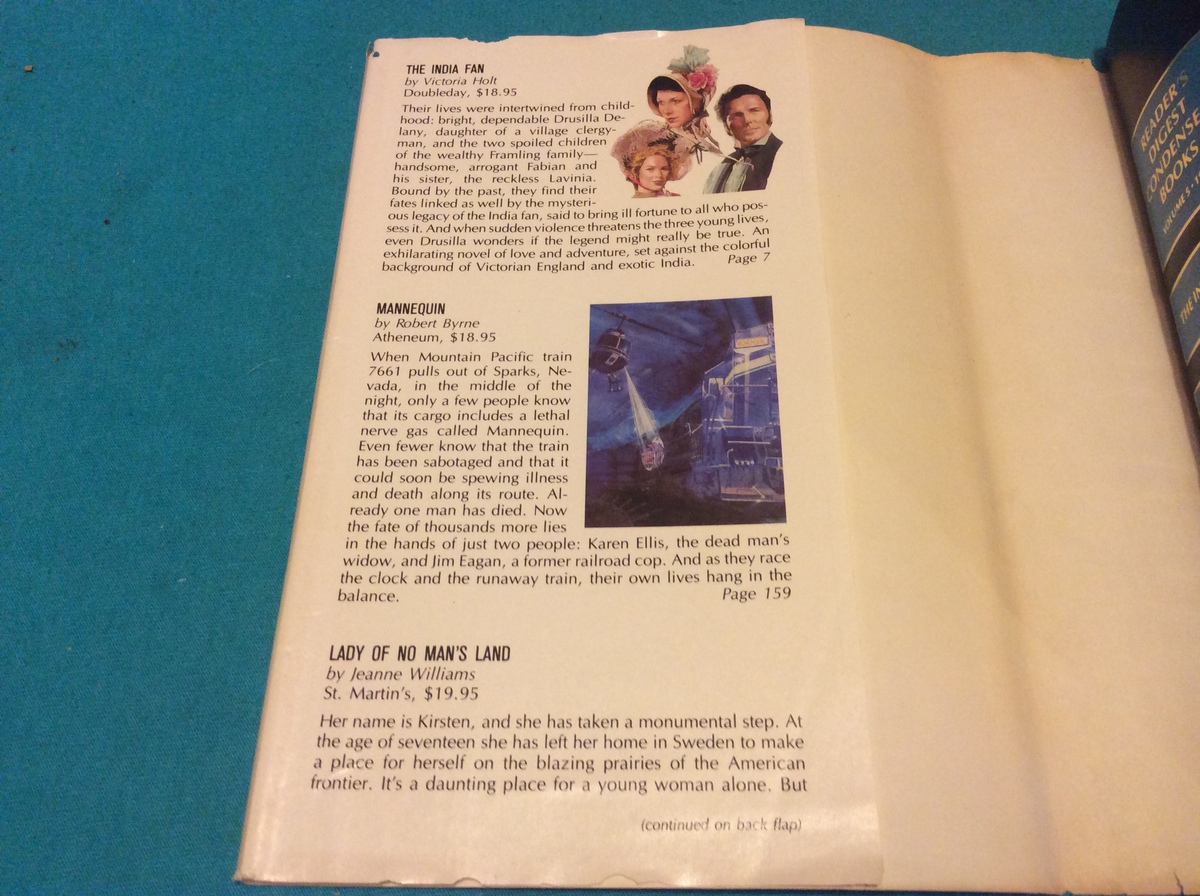 THE INDIA FAN
by Victoria Holt
Doubleday, $18.95
Their lives were intertwined from child-
hood: bright, dependable Drusilla De-
lany, daughter of a village clergy-
man, and the two spoiled children
of the wealthy Framling family—
handsome, arrogant Fabian and
his sister, the reckless Lavinia.
Bound by the past, they find their
fates linked as well by the mysteri-
ous legacy of the India fan, said to bring ill fortune to all who pos-
sess it. And when sudden violence threatens the three young lives,
even Drusilla wonders if the legend might really be true. An
exhilarating novel of love and adventure, set against the colorful
background of Victorian England and exotic India. Page 7
MANNEQUIN
by Robert Byrne
Atheneum, $18.95
When Mountain Pacific train
7661 pulls out of Sparks, Ne-
vada, in the middle of the
night, only a few people know
that its cargo includes a lethal
nerve gas called Mannequin.
Even fewer know that the train
has been sabotaged and that it
could soon be spewing illness
and death along its route. Al-
ready one man has died. Now
the fate of thousands more lies
in the hands of just two people: Karen Ellis, the dead man's
widow, and Jim Eagan, a former railroad cop. And as they race
the clock and the runaway train, their own lives hang in the
balance. Page 159
LADY OF NO MAN'S LAND
by Jeanne Williams
St. Martin's, $19.95
Her name is Kirsten, and she has taken a monumental step. At
the age of seventeen she has left her home in Sweden to make
a place for herself on the blazing prairies of the American
frontier. It's a daunting place for a young woman alone. But
(continued on back flap)
READER'S
DIGEST
CONDENSE
BOOKS
VOLUME 5
THE IN